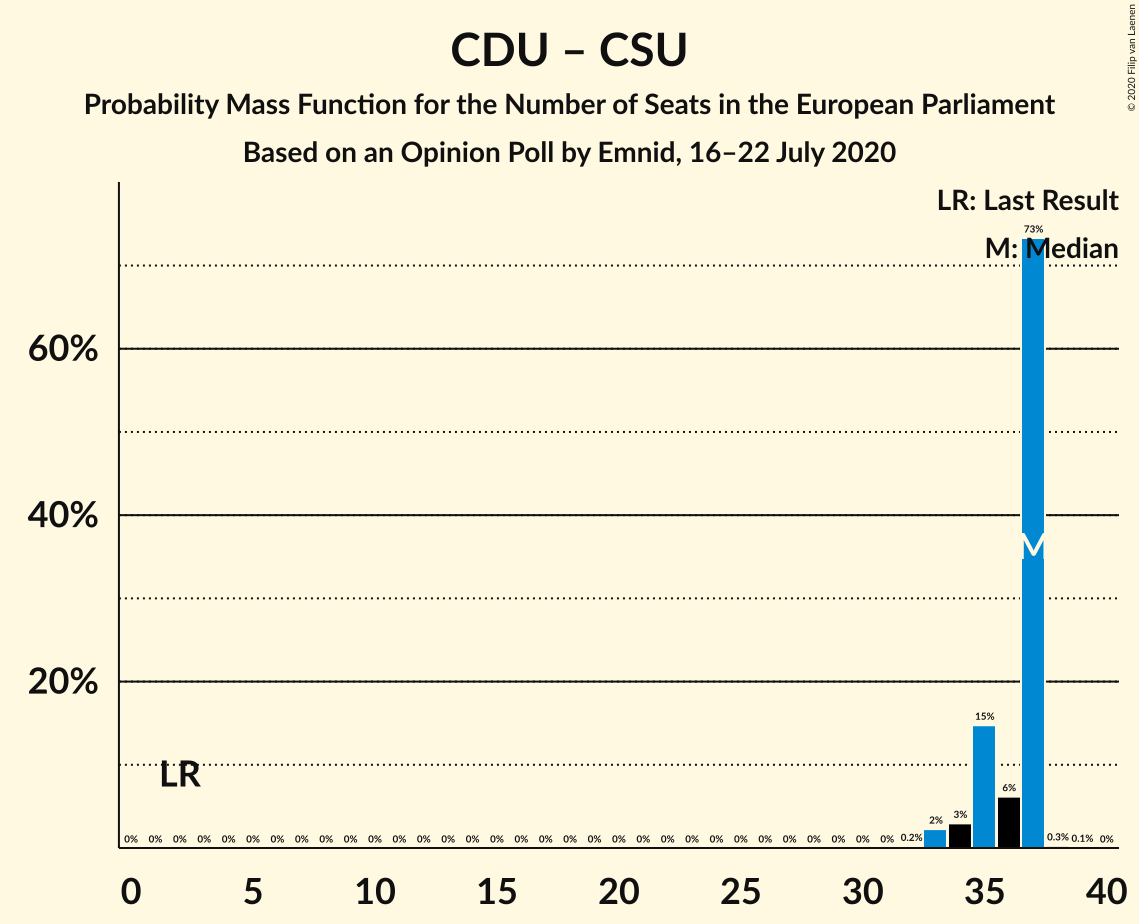 CDU – CSU
Probability Mass Function for the Number of Seats in the European Parliament
Based on an Opinion Poll by Emnid, 16–22 July 2020
© 2020 Filip van Laenen
LR: Last Result
M: Median
73%
60%
40%
M
20%
15%
LR
6%
3%
2%
0% 0% 0% 0% 0% 0% 0% 0% 0% 0% 0% 0% 0% 0% 0% 0% 0% 0% 0% 0% 0% 0% 0% 0% 0% 0% 0% 0% 0% 0% 0% 0% 0.2% 0.3% 0.1% 0%
0 5 10 15 20 25 30 35 40